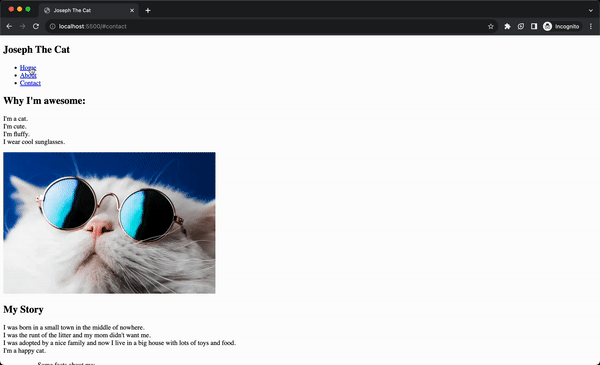 Joseph The Cat
localhost:5500/#contact
Incognito
Joseph The Cat
Home
About
Contact
Why I'm awesome:
I'm a cat.
I'm cute.
I'm fluffy.
I wear cool sunglasses.
My Story
I was born in a small town in the middle of nowhere.
I was the runt of the litter and my mom didn't want me.
I was adopted by a nice family and now I live in a big house with lots of toys and food.
I'm a happy cat.
Some facts about me: